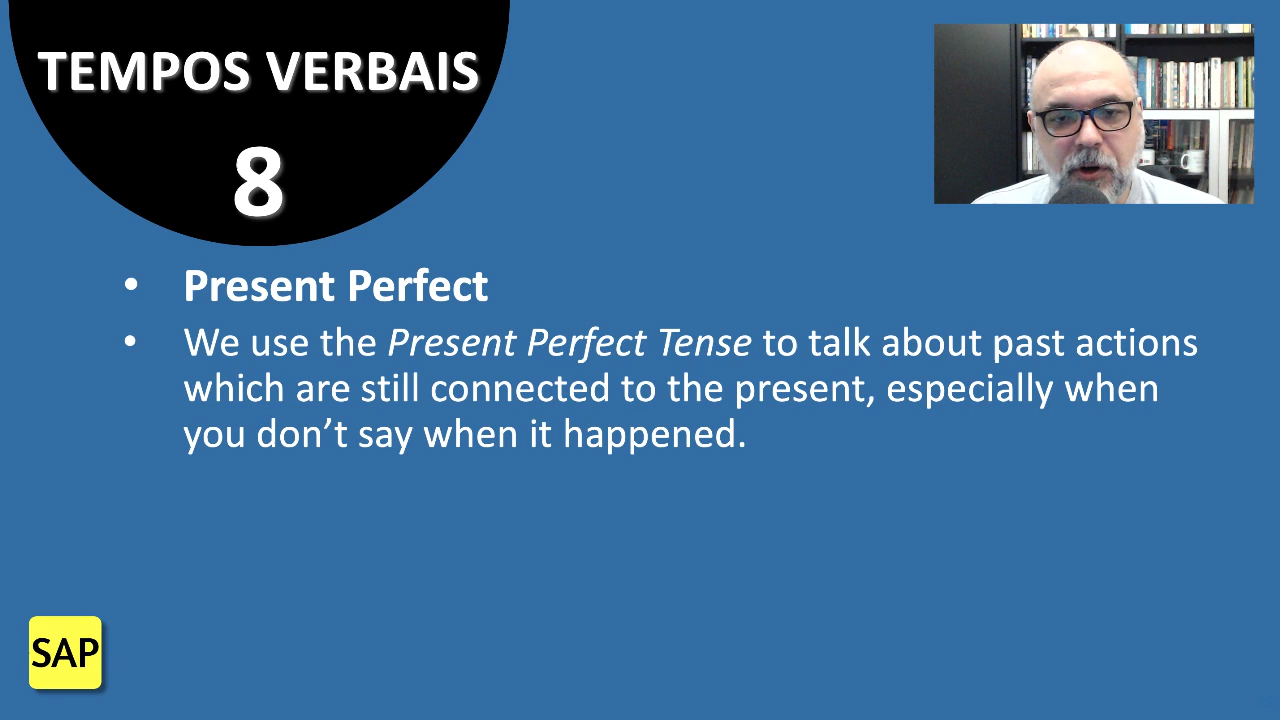 TEMPOS VERBAIS
8
• Present Perfect
• We use the Present Perfect Tense to talk about past actions
which are still connected to the present, especially when
you don’t say when it happened.
SAP